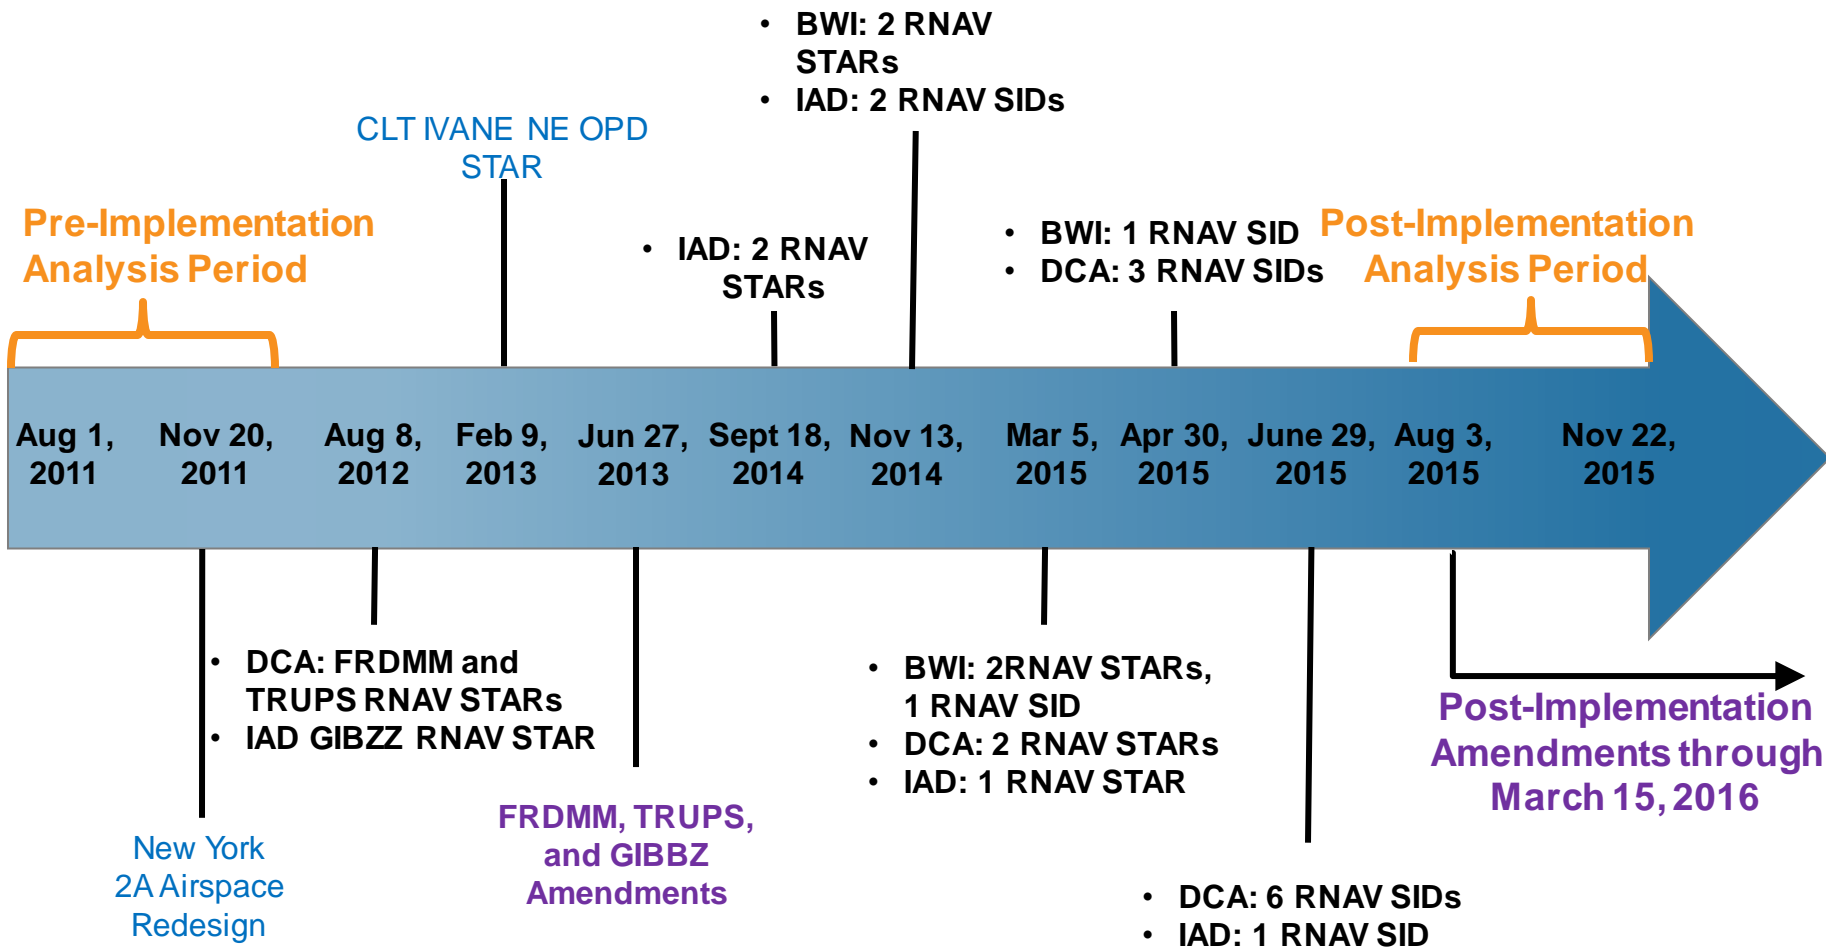 • BWI: 2 RNAV
STARs
• IAD: 2 RNAV SIDs
CLT IVANE NE OPD
STAR
Pre-Implementation
Analysis Period
• IAD: 2 RNAV
STARs
• BWI: 1 RNAV SID
• DCA: 3 RNAV SIDs
Post-Implementation
Analysis Period
Aug 1,
2011
Nov 20,
2011
Aug 8,
2012
Feb 9,
2013
Jun 27,
2013
Sept 18,
2014
Nov 13,
2014
Mar 5,
2015
Apr 30,
2015
June 29,
2015
Aug 3,
2015
Nov 22,
2015
• DCA: FRDMM and
TRUPS RNAV STARs
• IAD GIBZZ RNAV STAR
• BWI: 2RNAV STARs,
1 RNAV SID
• DCA: 2 RNAV STARs
• IAD: 1 RNAV STAR
Post-Implementation
Amendments through
March 15, 2016
New York
2A Airspace
Redesign
FRDMM, TRUPS,
and GIBBZ
Amendments
• DCA: 6 RNAV SIDs
• IAD: 1 RNAV SID